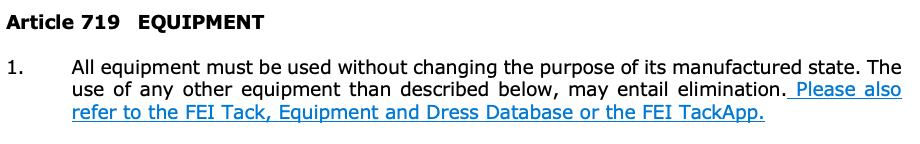 Article 719 EQUIPMENT
1. All equipment must be used without changing the purpose of its manufactured state. The
use of any other equipment than described below, may entail elimination. Please also
refer to the FEI Tack, Equipment and Dress Database or the FEI TackApp.